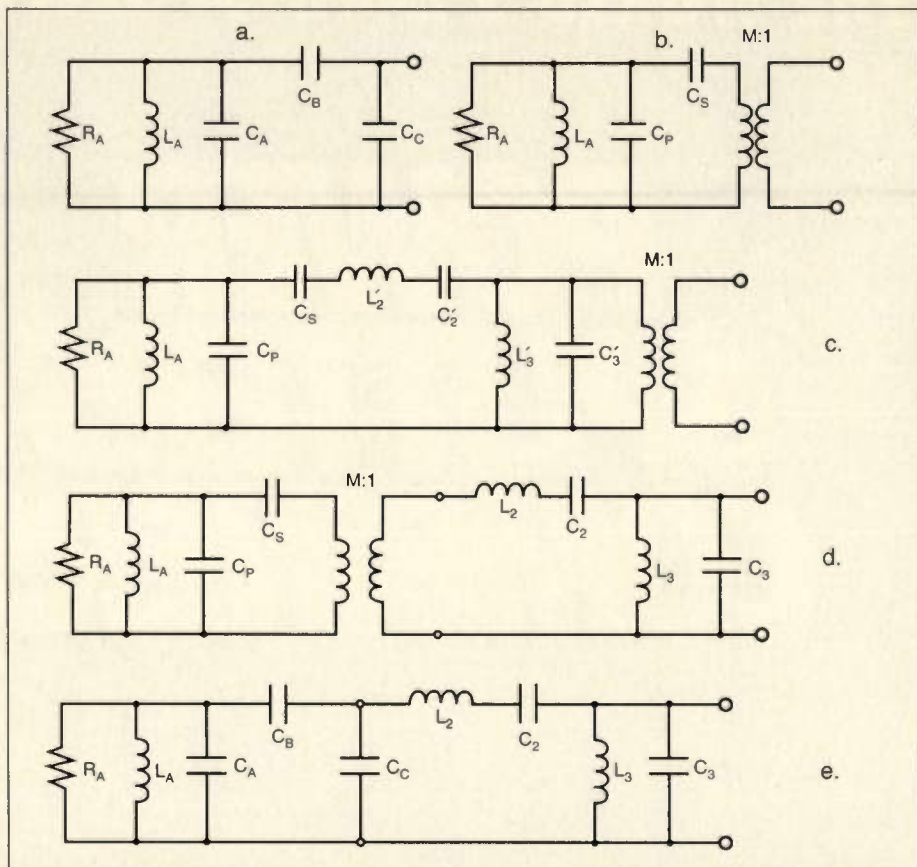 a.
b.
M:1
C_B
C_S
R_A
L_A
C_A
C_C
R_A
L_A
C_P
M:1
C_S
L′_2
C′_2
R_A
L_A
C_P
L′_3
C′_3
c.
M:1
C_S
L_2
C_2
R_A
L_A
C_P
L_3
C_3
d.
C_B
L_2
C_2
R_A
L_A
C_A
C_C
L_3
C_3
e.